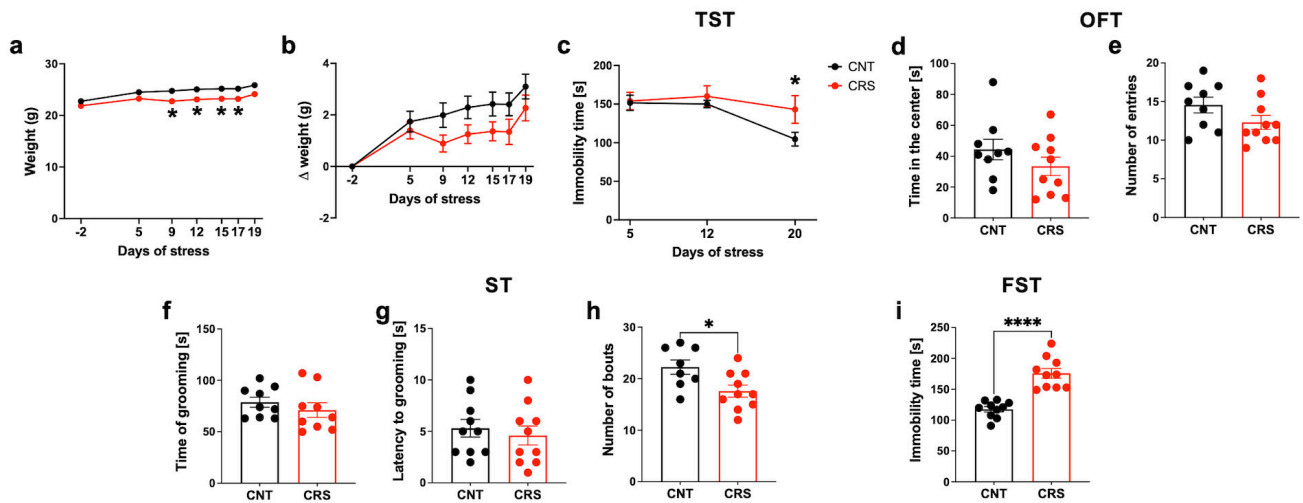 TST
OFT
a
b
c
d
e
Weight (g)
30
20
10
0
-2
5
9
12
15
17
19
Days of stress
*
*
*
*
Δ weight (g)
4
2
0
-2
-2
5
9
12
15
17
19
Days of stress
Immobility time [s]
200
150
100
50
0
5
12
20
Days of stress
*
CNT
CRS
Time in the center [s]
100
80
60
40
20
0
CNT
CRS
Number of entries
20
15
10
5
0
CNT
CRS
ST
FST
f
g
h
i
Time of grooming [s]
150
100
50
0
CNT
CRS
Latency to grooming [s]
15
10
5
0
CNT
CRS
Number of bouts
30
20
10
0
*
CNT
CRS
Immobility time [s]
250
200
150
100
50
0
****
CNT
CRS